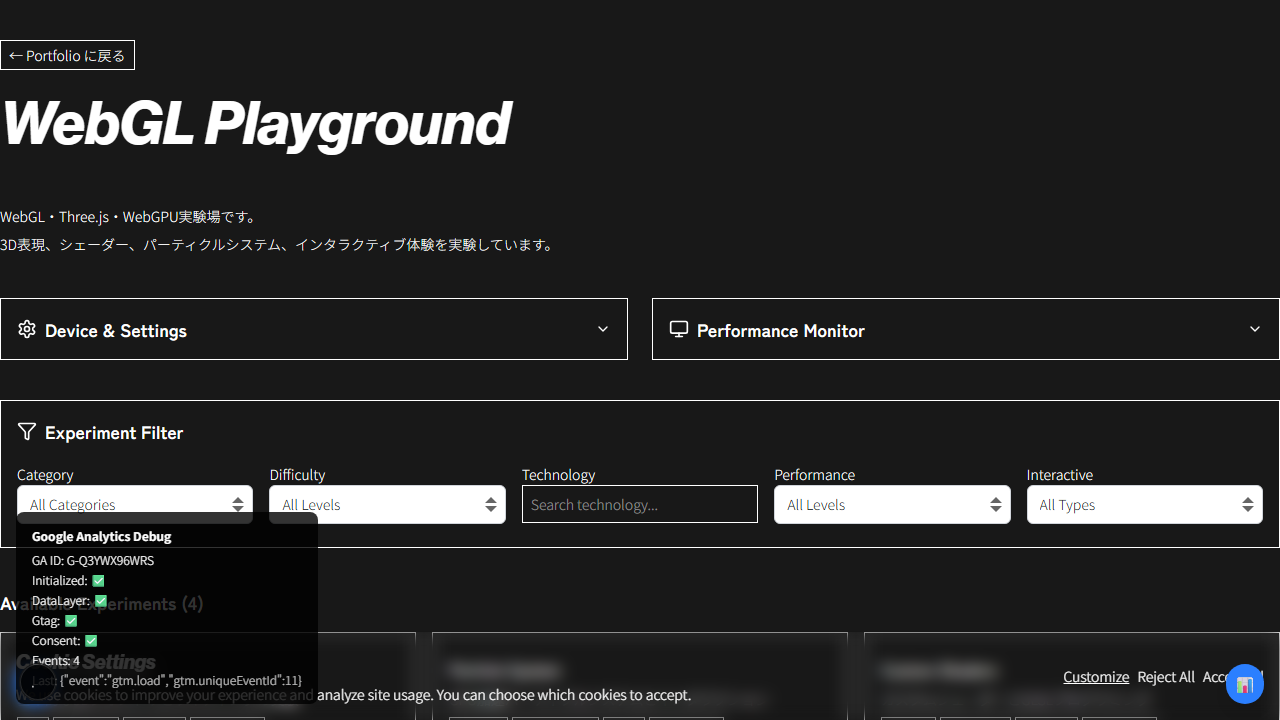 ← Portfolio に戻る
WebGL Playground
WebGL・Three.js・WebGPU実験場です。
3D表現、シェーダー、パーティクルシステム、インタラクティブ体験を実験しています。
Device & Settings
Performance Monitor
Experiment Filter
Category
Difficulty
Technology
Performance
Interactive
All Categories
All Levels
Search technology...
All Levels
All Types
Google Analytics Debug
GA ID: G-Q3YWX96WRS
Initialized: ✅
DataLayer: ✅
Gtag: ✅
Consent: ✅
Events: 4
Last: {"event":"gtm.load","gtm.uniqueEventId":11}
Available Experiments (4)
Cookie Settings
We use cookies to improve your experience and analyze site usage. You can choose which cookies to accept.
Customize
Reject All